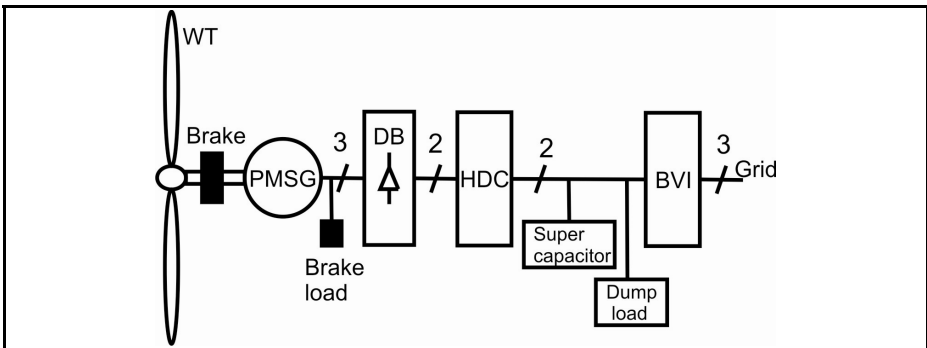 WT
Brake
PMSG
Brake
load
3
DB
2
HDC
2
Super
capacitor
Dump
load
BVI
3
Grid